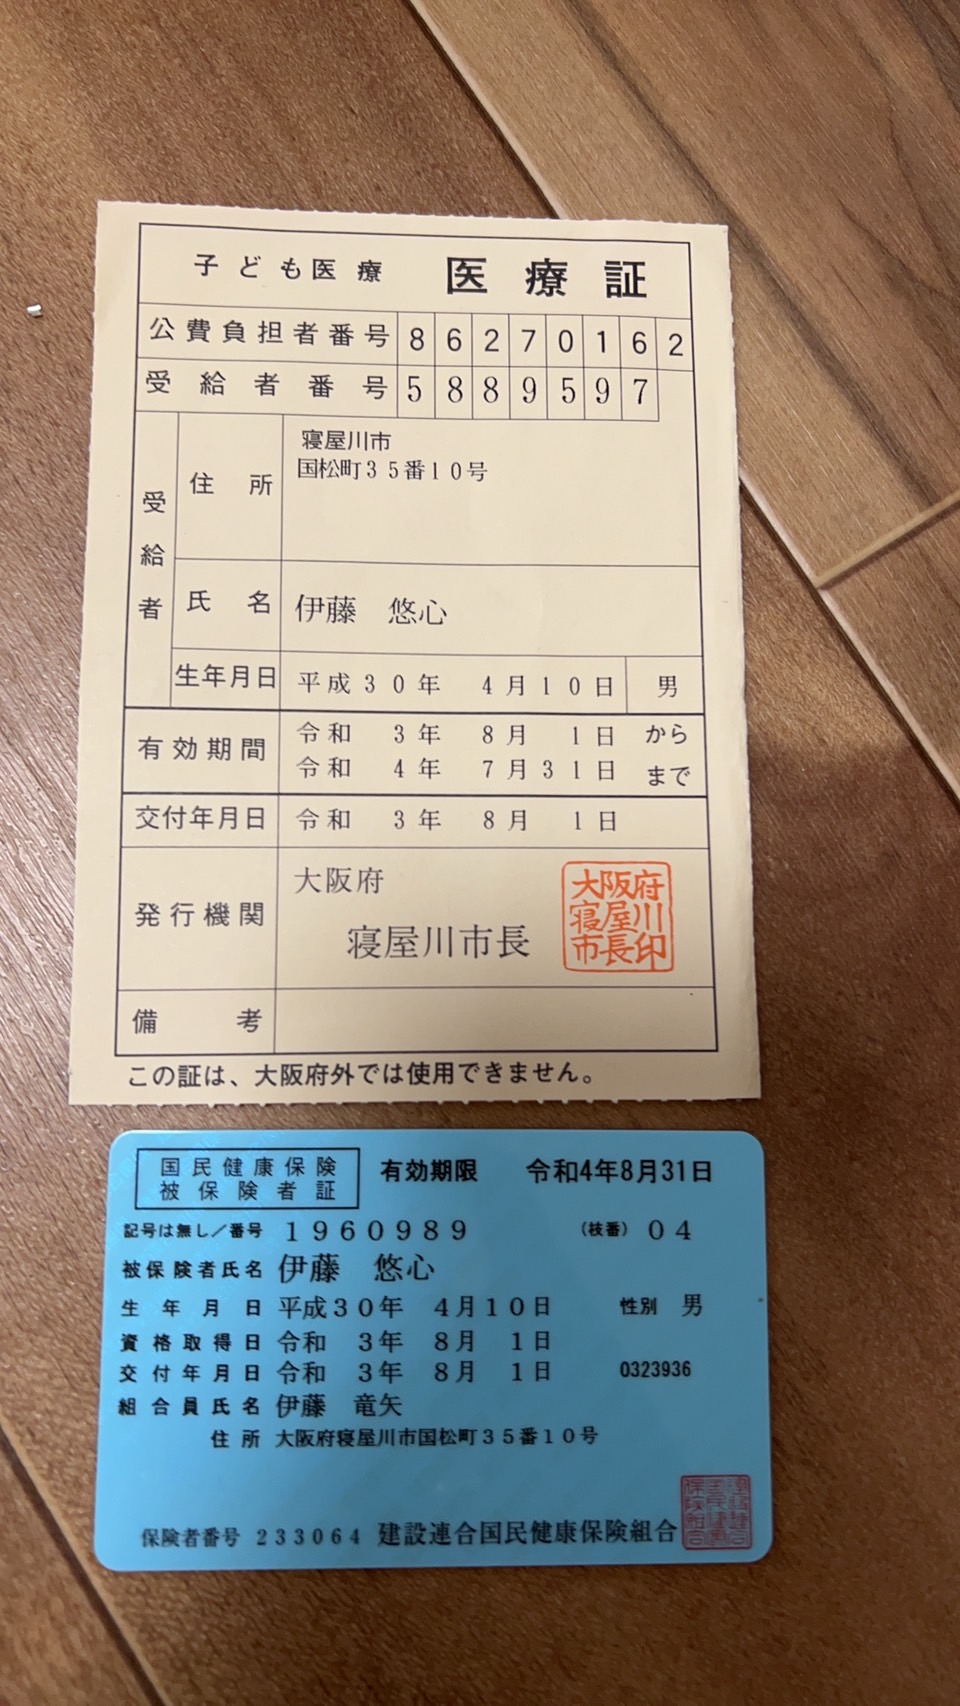 子ども医療 医療証
公費負担者番号 86270162
受給者番号 5889597
受給者
住所 寝屋川市
国松町35番10号
氏名 伊藤 悠心
生年月日 平成30年 4月10日 男
有効期間 令和 3年 8月 1日 から
令和 4年 7月31日 まで
交付年月日 令和 3年 8月 1日
発行機関 大阪府
寝屋川市長
大阪府
寝屋川
市長印
備考
この証は、大阪府外では使用できません。
国民健康保険
被保険者証
有効期限 令和4年8月31日
記号は無し/番号 1960989 (枝番) 04
被保険者氏名 伊藤 悠心
生年月日 平成30年 4月10日 性別 男
資格取得日 令和 3年 8月 1日
交付年月日 令和 3年 8月 1日 0323936
組合員氏名 伊藤 竜矢
住所 大阪府寝屋川市国松町35番10号
保険者番号 233064 建設連合国民健康保険組合